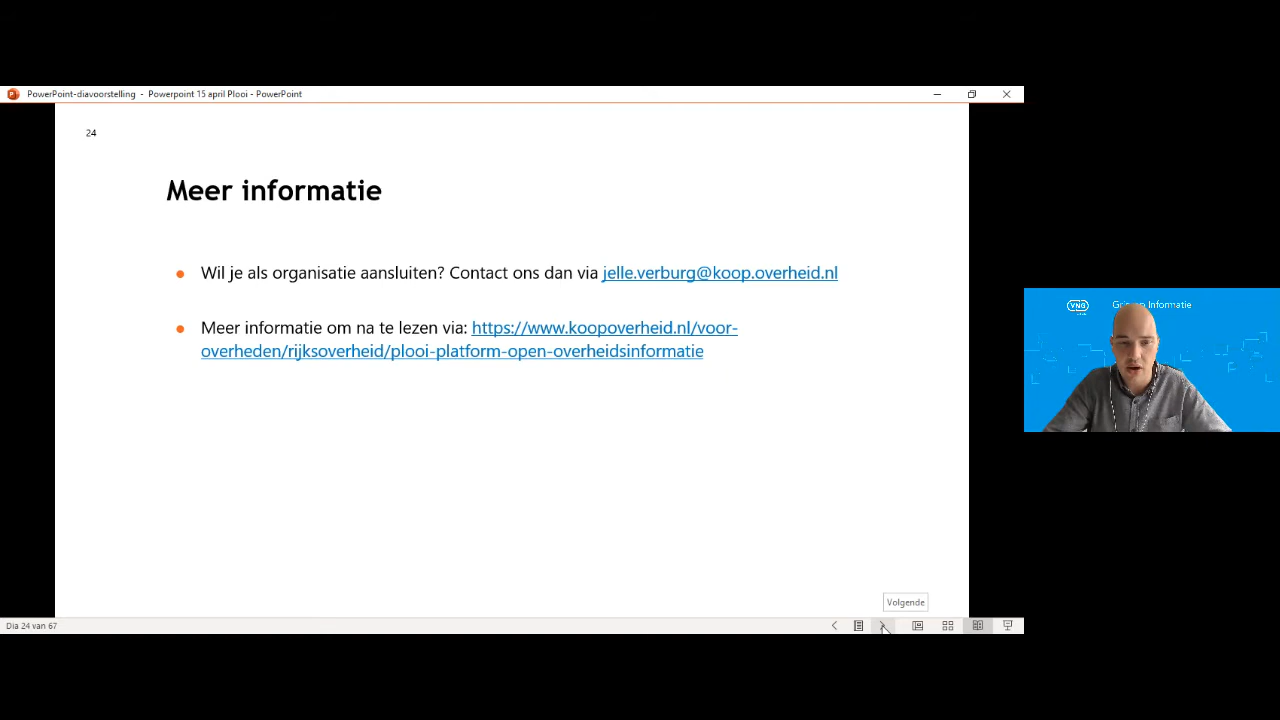 PowerPoint-diavoorstelling - Powerpoint 15 april Plooi - PowerPoint
24
Meer informatie
Wil je als organisatie aansluiten? Contact ons dan via jelle.verburg@koop.overheid.nl
Meer informatie om na te lezen via: https://www.koopoverheid.nl/voor-
overheden/rijksoverheid/plooi-platform-open-overheidsinformatie
VNG
Informatie
Volgende
Dia 24 van 67